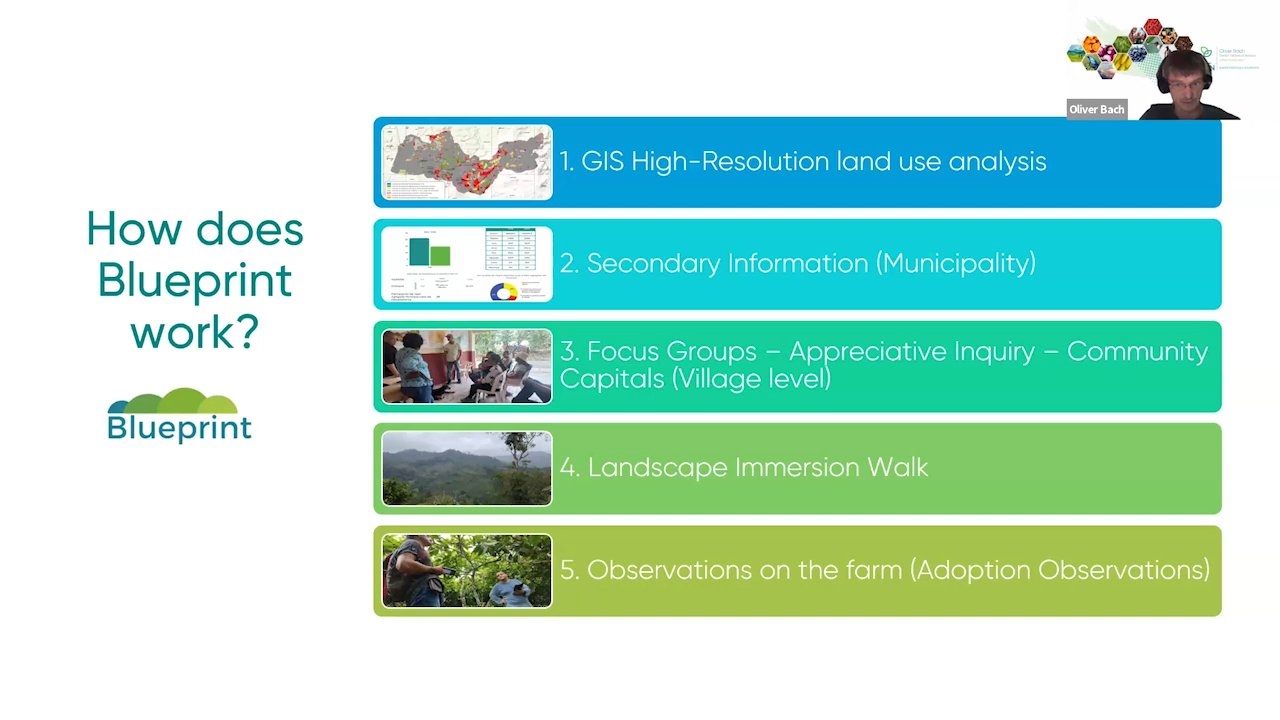 Oliver Bach
Oliver Bach
How does
Blueprint
work?
Blueprint
1. GIS High-Resolution land use analysis
2. Secondary Information (Municipality)
3. Focus Groups – Appreciative Inquiry – Community
Capitals (Village level)
4. Landscape Immersion Walk
5. Observations on the farm (Adoption Observations)